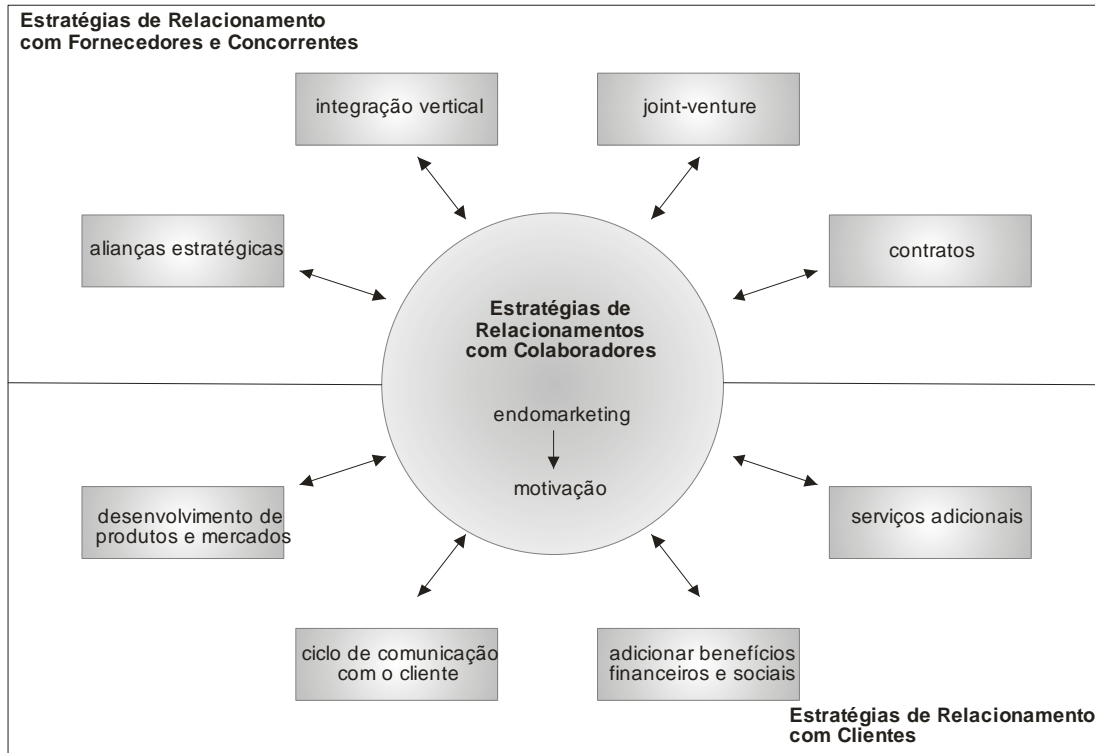 Estratégias de Relacionamento
com Fornecedores e Concorrentes
integração vertical
joint-venture
alianças estratégicas
contratos
Estratégias de
Relacionamentos
com Colaboradores
endomarketing
motivação
desenvolvimento de
produtos e mercados
serviços adicionais
ciclo de comunicação
com o cliente
adicionar benefícios
financeiros e sociais
Estratégias de Relacionamento
com Clientes